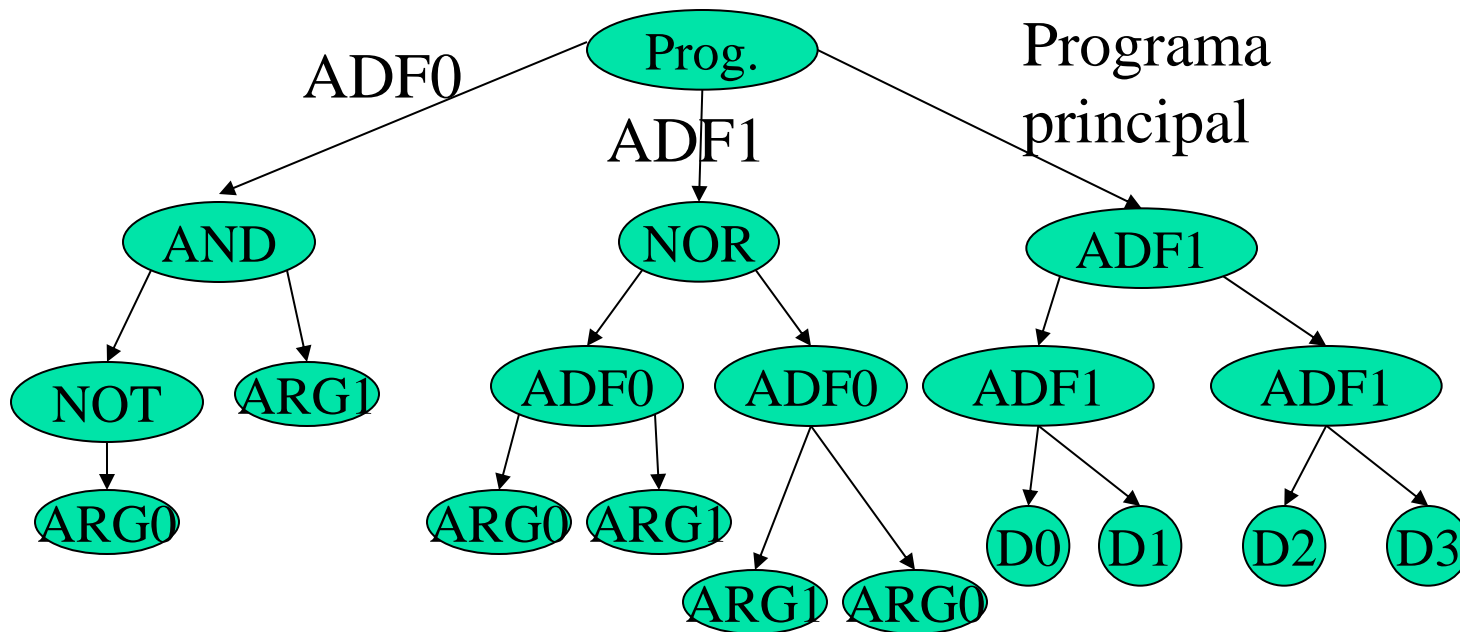 Prog.
Programa
principal
ADF0
ADF1
AND
NOR
ADF1
NOT
ARG1
ADF0
ADF0
ADF1
ADF1
ARG0
ARG0
ARG1
D0
D1
D2
D3
ARG1
ARG0